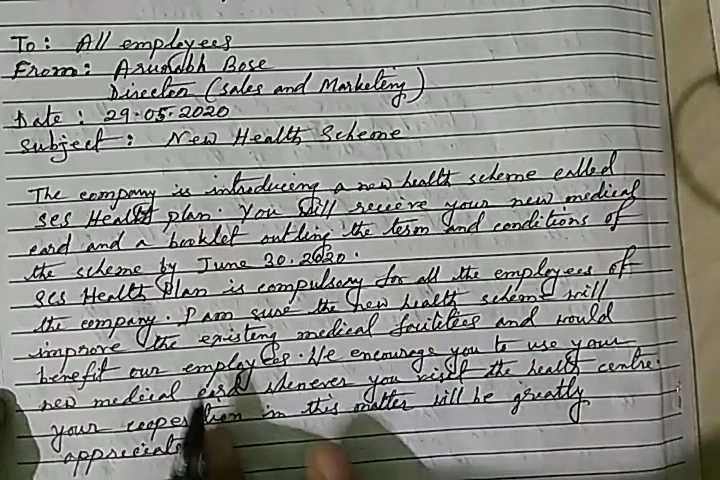 To: All employees
From: Arunabh Bose
Director (sales and Marketing)
Date: 29.05.2020
Subject: New Health Scheme
The company is introducing a new health scheme called
ses Health plan. You will receive your new medical
card and a booklet outling the term and conditions of
the scheme by June 30.2020.
scs Health Plan is compulsory for all the employees of
the company. I am sure the new health scheme will
improve the existing medical facilities and would
benefit our employees. We encourage you to use your
new medical card whenever you visit the health centre.
your cooperation in this matter will be greatly